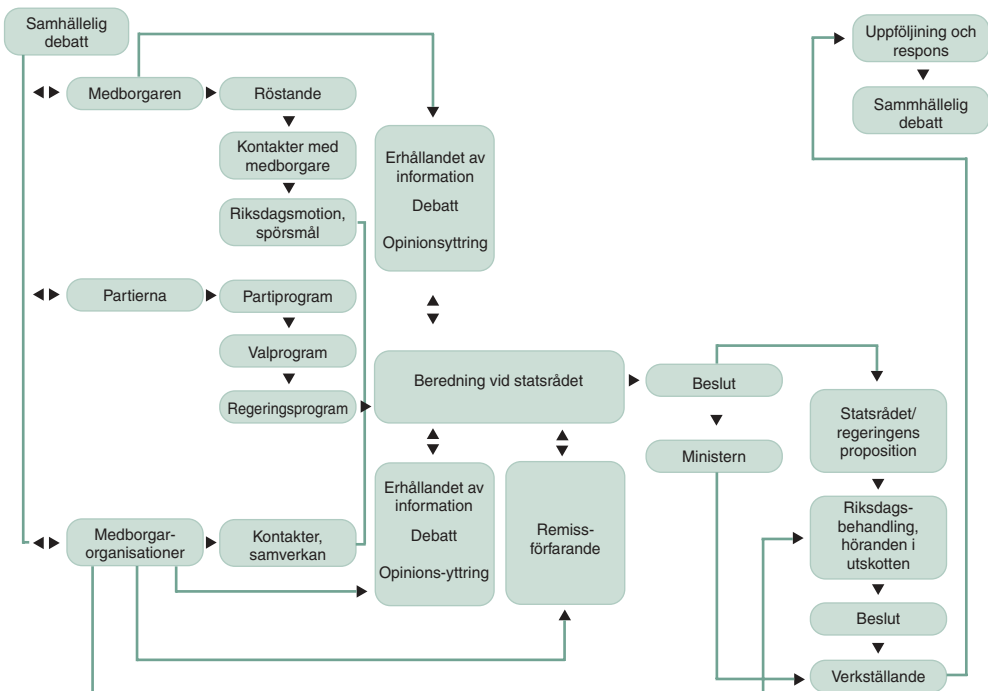 Samhällelig
debatt
Medborgaren
Röstande
Kontakter med
medborgare
Riksdagsmotion,
spörsmål
Erhållandet av
information
Debatt
Opinionsyttring
Partierna
Partiprogram
Valprogram
Regeringsprogram
Beredning vid statsrådet
Beslut
Ministern
Medborgar-
organisationer
Kontakter,
samverkan
Erhållandet av
information
Debatt
Opinions-yttring
Remiss-
förfarande
Statsrådet/
regeringens
proposition
Riksdags-
behandling,
höranden i
utskotten
Beslut
Verkställande
Uppföljining och
respons
Sammhällelig
debatt